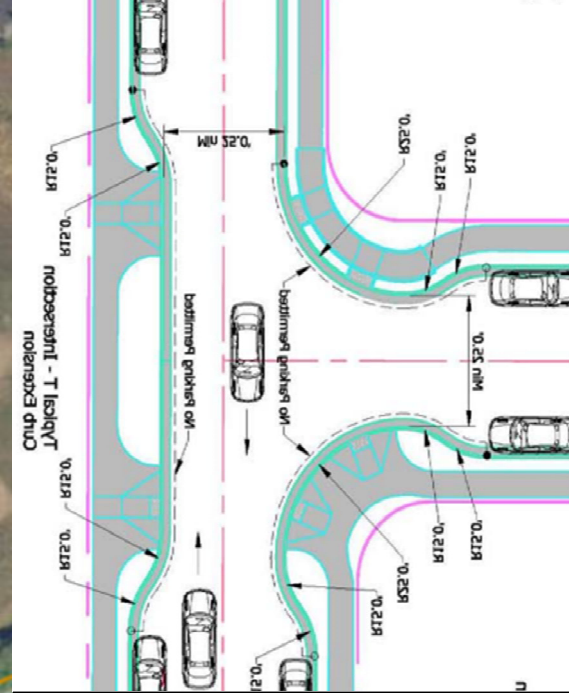 Min 25.0'
R25.0'
R15.0'
R15.0'
R15.0'
R15.0'
No Parking Permitted
No Parking Permitted
Min 25.0'
Curb Extension
Typical T - Intersection
R15.0'
R15.0'
R15.0'
R15.0'
R25.0'
R15.0'
15.0'
n